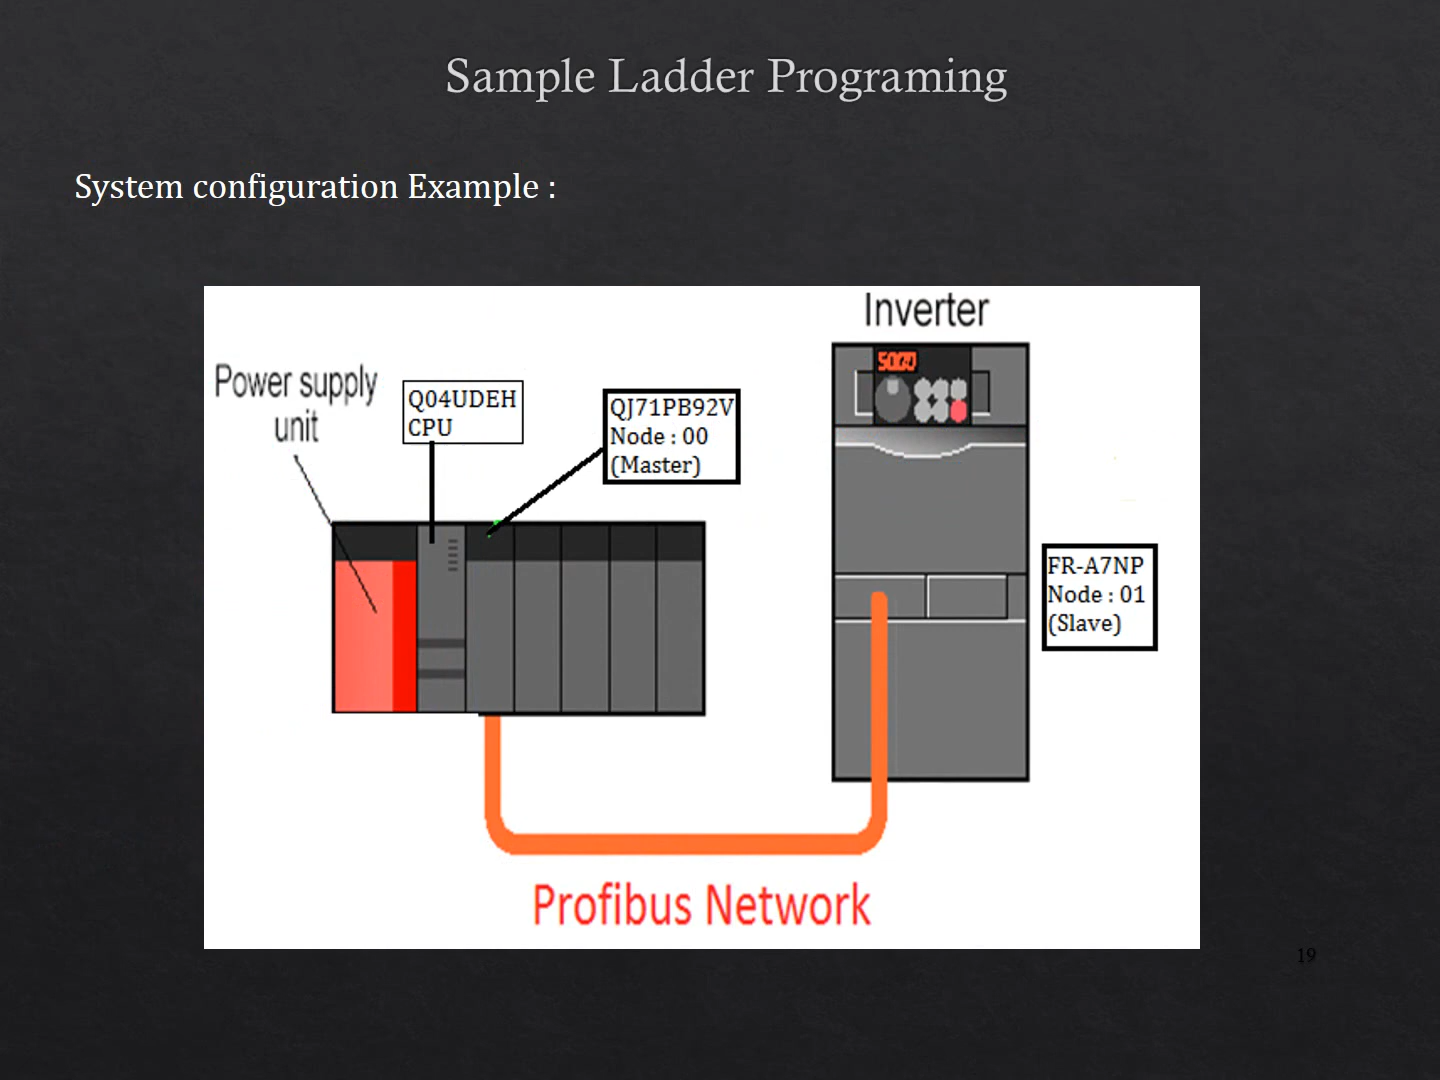 Sample Ladder Programing
System configuration Example :
Inverter
5000
Power supply
unit
Q04UDEH
CPU
QJ71PB92V
Node : 00
(Master)
FR-A7NP
Node : 01
(Slave)
Profibus Network
19